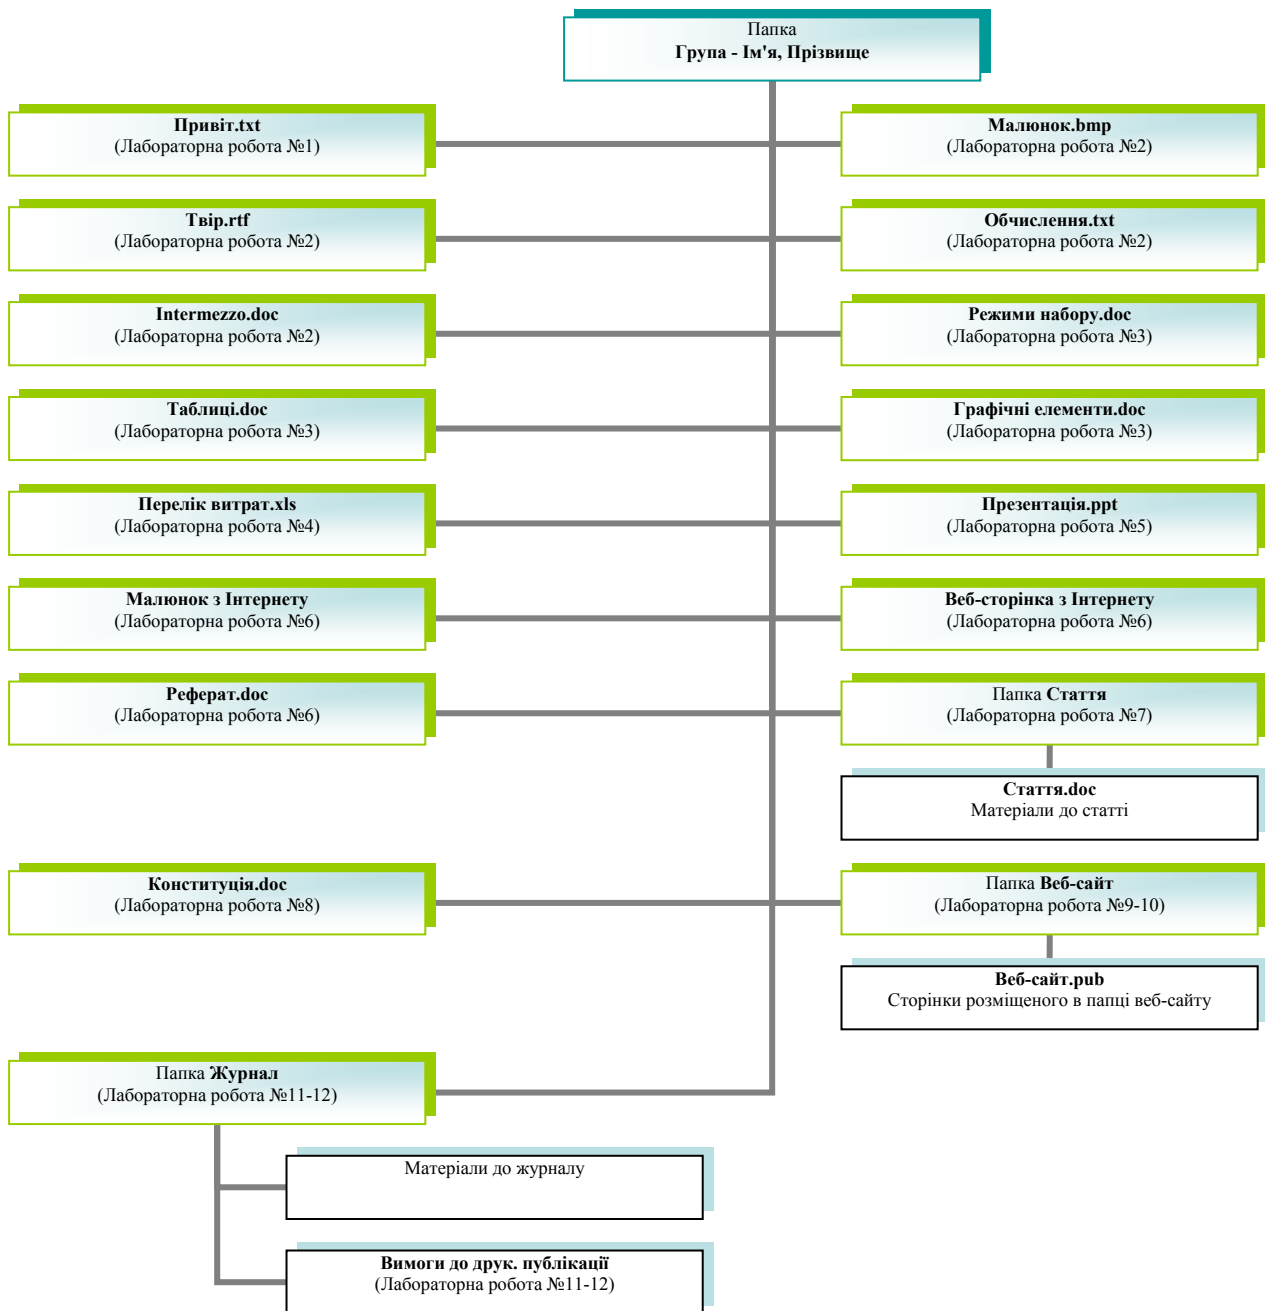 Папка
Група - Ім'я, Прізвище
Привіт.txt
(Лабораторна робота №1)
Малюнок.bmp
(Лабораторна робота №2)
Твір.rtf
(Лабораторна робота №2)
Обчислення.txt
(Лабораторна робота №2)
Intermezzo.doc
(Лабораторна робота №2)
Режими набору.doc
(Лабораторна робота №3)
Таблиці.doc
(Лабораторна робота №3)
Графічні елементи.doc
(Лабораторна робота №3)
Перелік витрат.xls
(Лабораторна робота №4)
Презентація.ppt
(Лабораторна робота №5)
Малюнок з Інтернету
(Лабораторна робота №6)
Веб-сторінка з Інтернету
(Лабораторна робота №6)
Реферат.doc
(Лабораторна робота №6)
Папка Стаття
(Лабораторна робота №7)
Стаття.doc
Матеріали до статті
Конституція.doc
(Лабораторна робота №8)
Папка Веб-сайт
(Лабораторна робота №9-10)
Веб-сайт.pub
Сторінки розміщеного в папці веб-сайту
Папка Журнал
(Лабораторна робота №11-12)
Матеріали до журналу
Вимоги до друк. публікації
(Лабораторна робота №11-12)